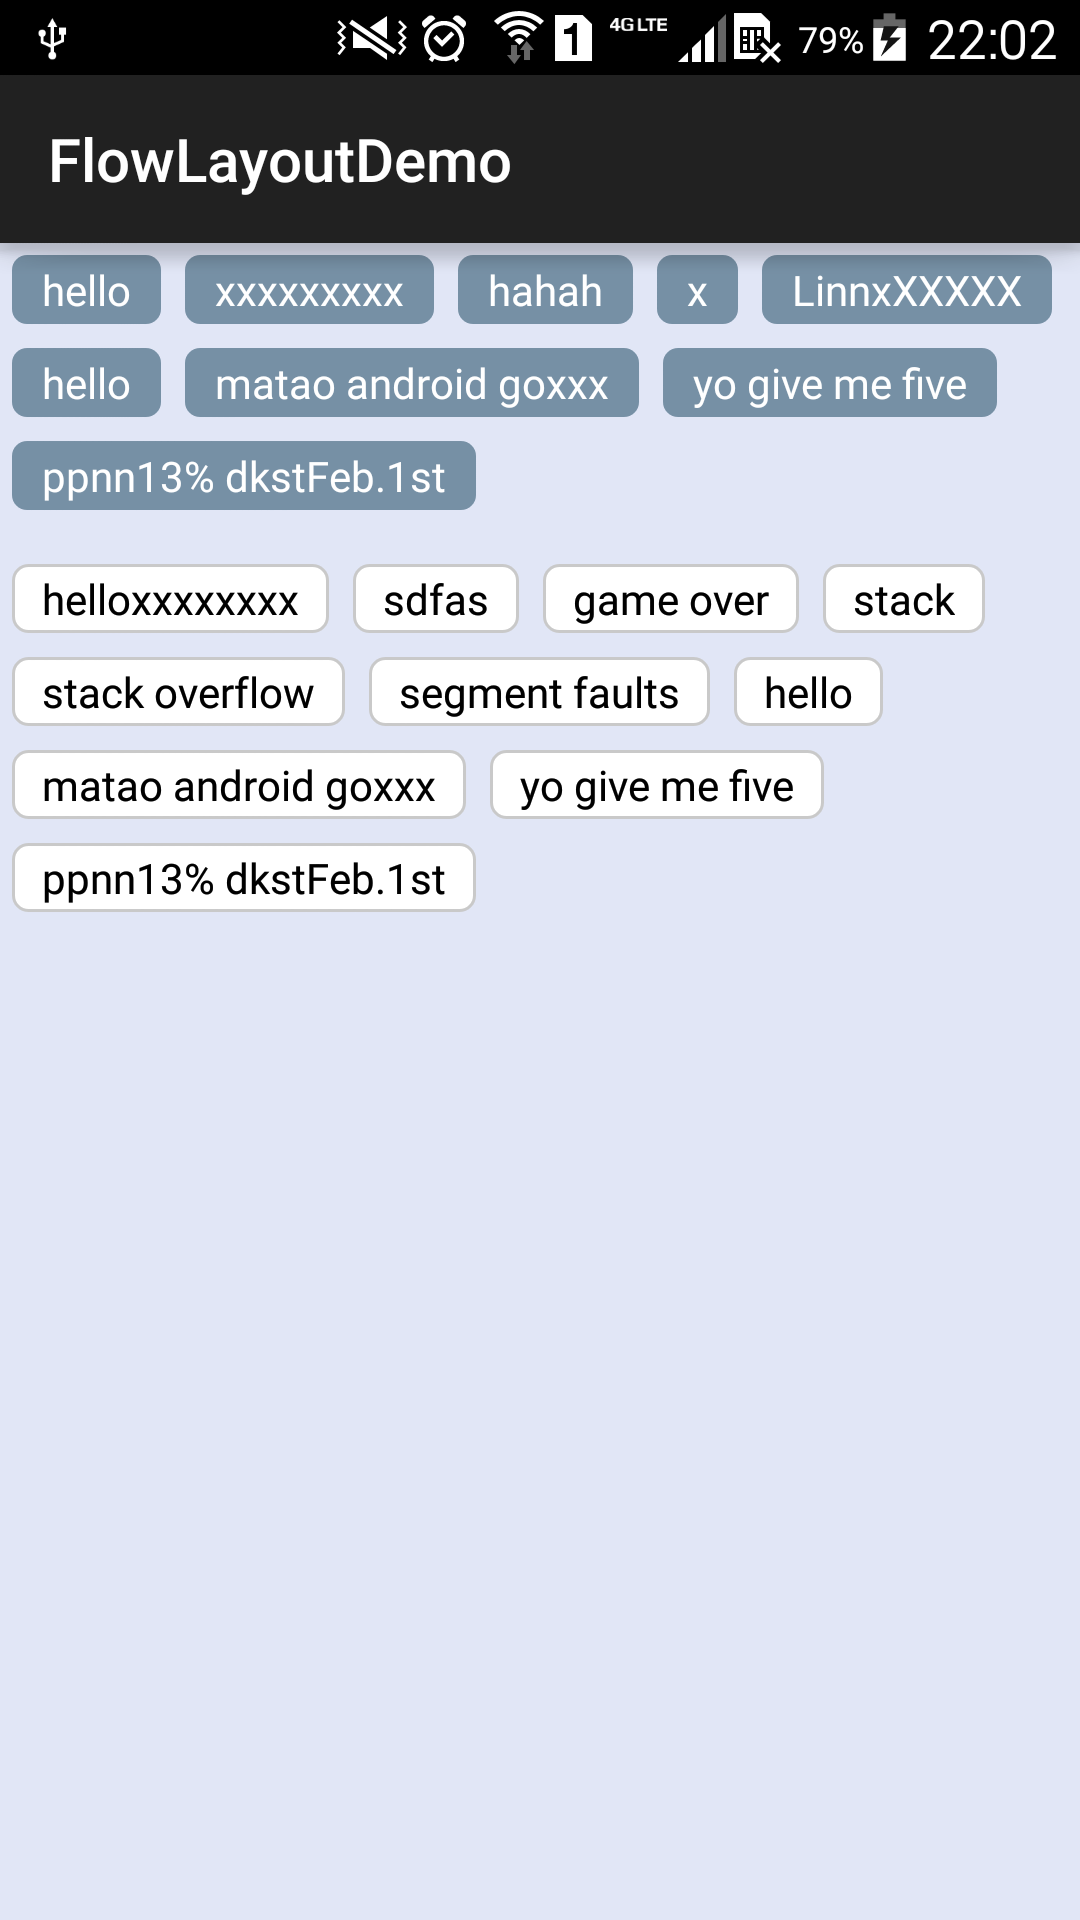 1 4G LTE 79% 22:02
FlowLayoutDemo
hello xxxxxxxxx hahah x LinnxXXXXX
hello matao android goxxx yo give me five
ppnn13% dkstFeb.1st
helloxxxxxxxx sdfas game over stack
stack overflow segment faults hello
matao android goxxx yo give me five
ppnn13% dkstFeb.1st